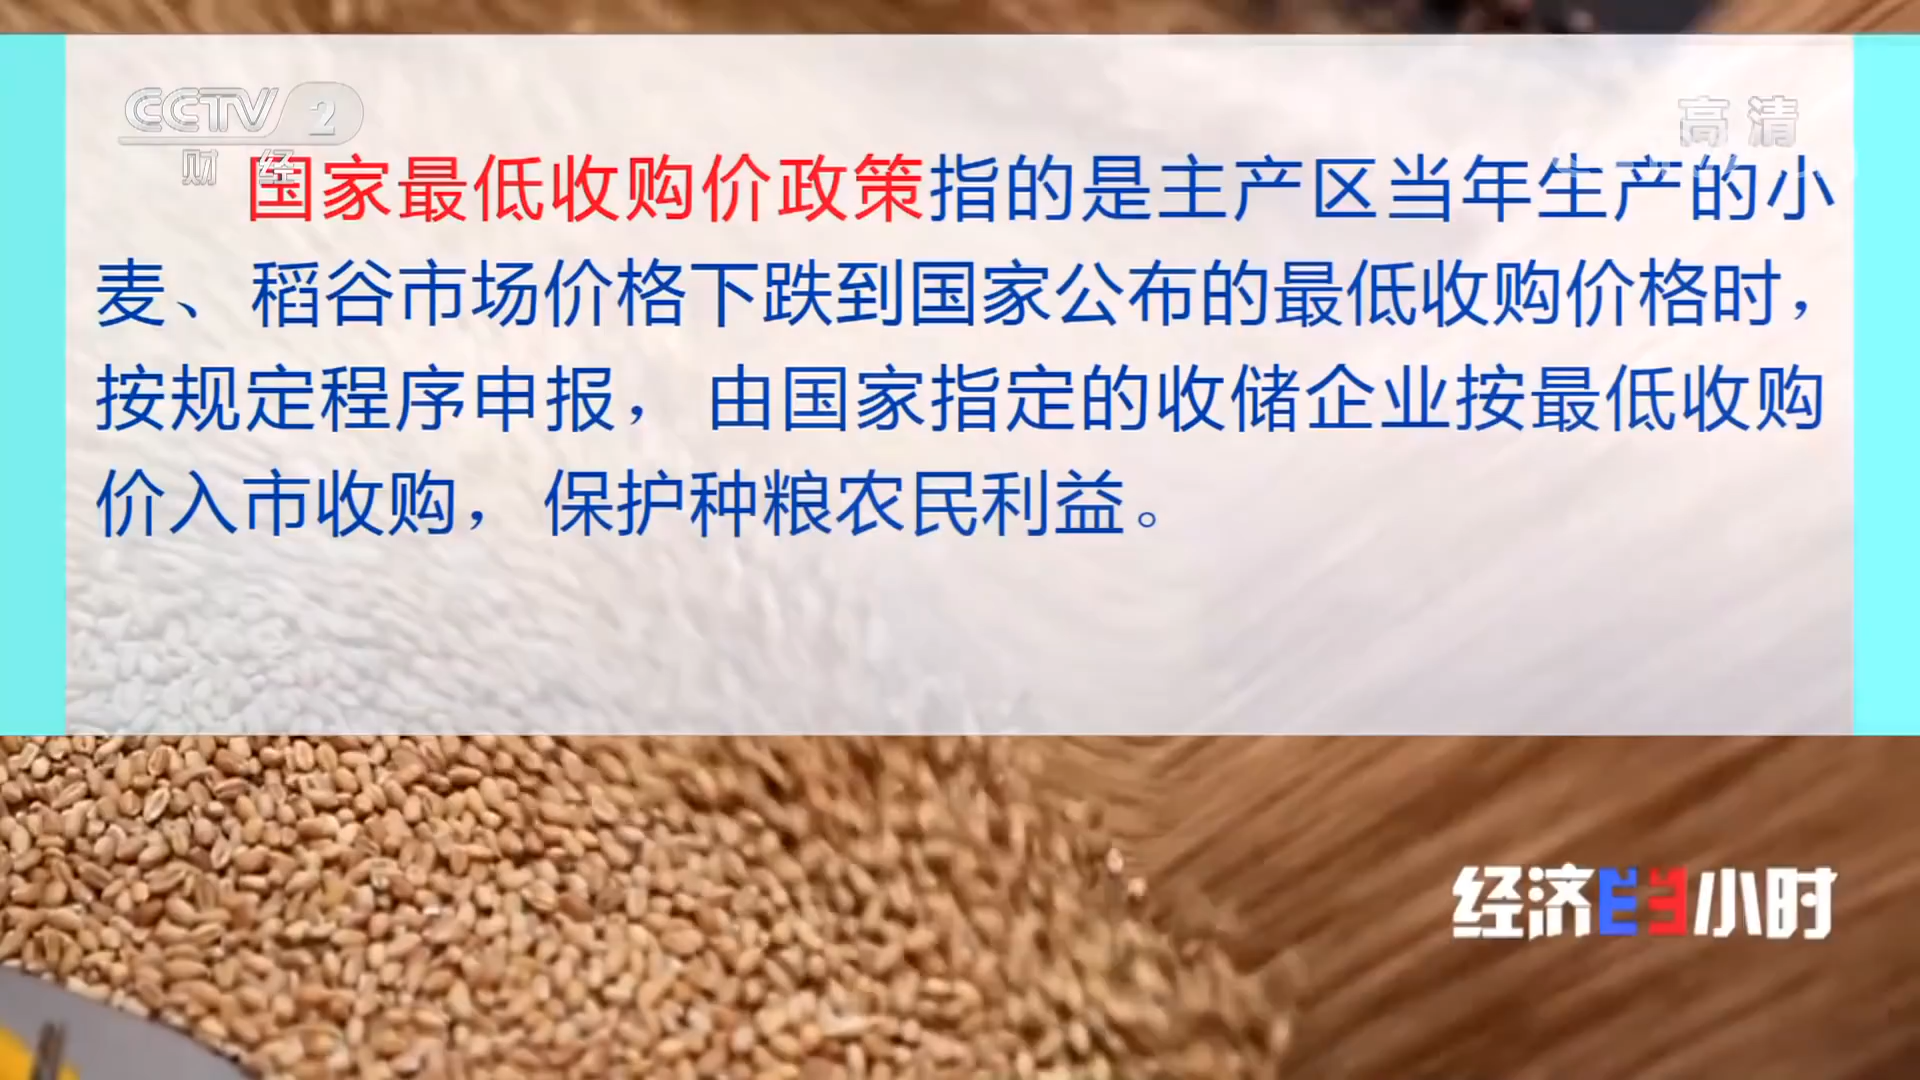 CCTV 2
财经
高清
国家最低收购价政策指的是主产区当年生产的小
麦、稻谷市场价格下跌到国家公布的最低收购价格时，
按规定程序申报，由国家指定的收储企业按最低收购
价入市收购，保护种粮农民利益。
经济半小时